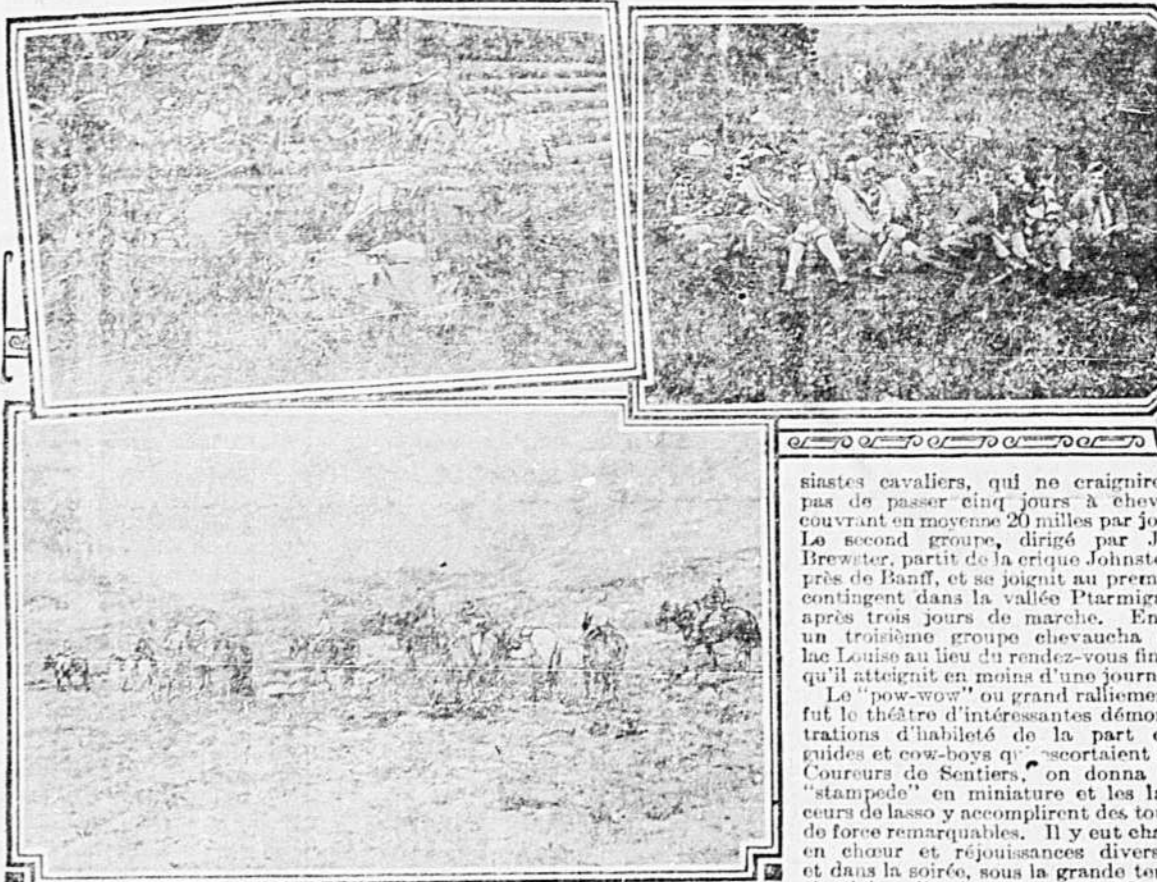 siastes cavaliers, qui ne craignire
pas de passer cinq jours à chev
couvrant en moyenne 20 milles par jo
Le second groupe, dirigé par J
Brewster, partit de la crique Johnsto
près de Banff, et se joignit au prem
contingent dans la vallée Ptarmiga
après trois jours de marche. En
un troisième groupe chevaucha
lac Louise au lieu du rendez-vous fin
qu'il atteignit en moins d'une journ
Le "pow-wow" ou grand ralliemen
fut le théâtre d'intéressantes démon
trations d'habileté de la part
guides et cow-boys escortaient
Coureurs de Sentiers, on donna
"stampede" en miniature et les la
ceurs de lasso y accomplirent des tou
de force remarquables. Il y eut cha
en chœur et réjouissances divers
et dans la soirée, sous la grande ten